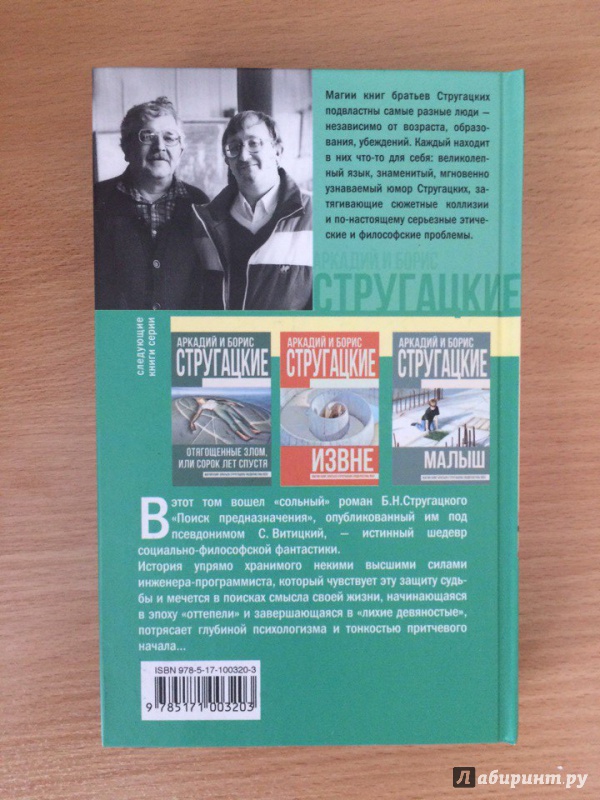 Магии книг братьев Стругацких
подвластны самые разные люди –
независимо от возраста, образо-
вания, убеждений. Каждый находит
в них что-то для себя: великолеп-
ный язык, знаменитый, мгновенно
узнаваемый юмор Стругацких, за-
тягивающие сюжетные коллизии
и по-настоящему серьезные этиче-
ские и философские проблемы.
АРКАДИЙ И БОРИС
СТРУГАЦКИЕ
следующие
книги серии
АРКАДИЙ И БОРИС
СТРУГАЦКИЕ
ОТЯГОЩЕННЫЕ ЗЛОМ,
ИЛИ СОРОК ЛЕТ СПУСТЯ
АРКАДИЙ И БОРИС
СТРУГАЦКИЕ
ИЗВНЕ
АРКАДИЙ И БОРИС
СТРУГАЦКИЕ
МАЛЫШ
В этот том вошел «сольный» роман Б.Н.Стругацкого
«Поиск предназначения», опубликованный им под
псевдонимом С. Витицкий, — истинный шедевр
социально-философской фантастики.
История упрямо хранимого некими высшими силами
инженера-программиста, который чувствует эту защиту судь-
бы и мечется в поисках смысла своей жизни, начинающаяся
в эпоху «оттепели» и завершающаяся в «лихие девяностые»,
потрясает глубиной психологизма и тонкостью притчевого
начала...
ISBN 978-5-17-100320-3
9 785171 003203
Лабиринт.ру